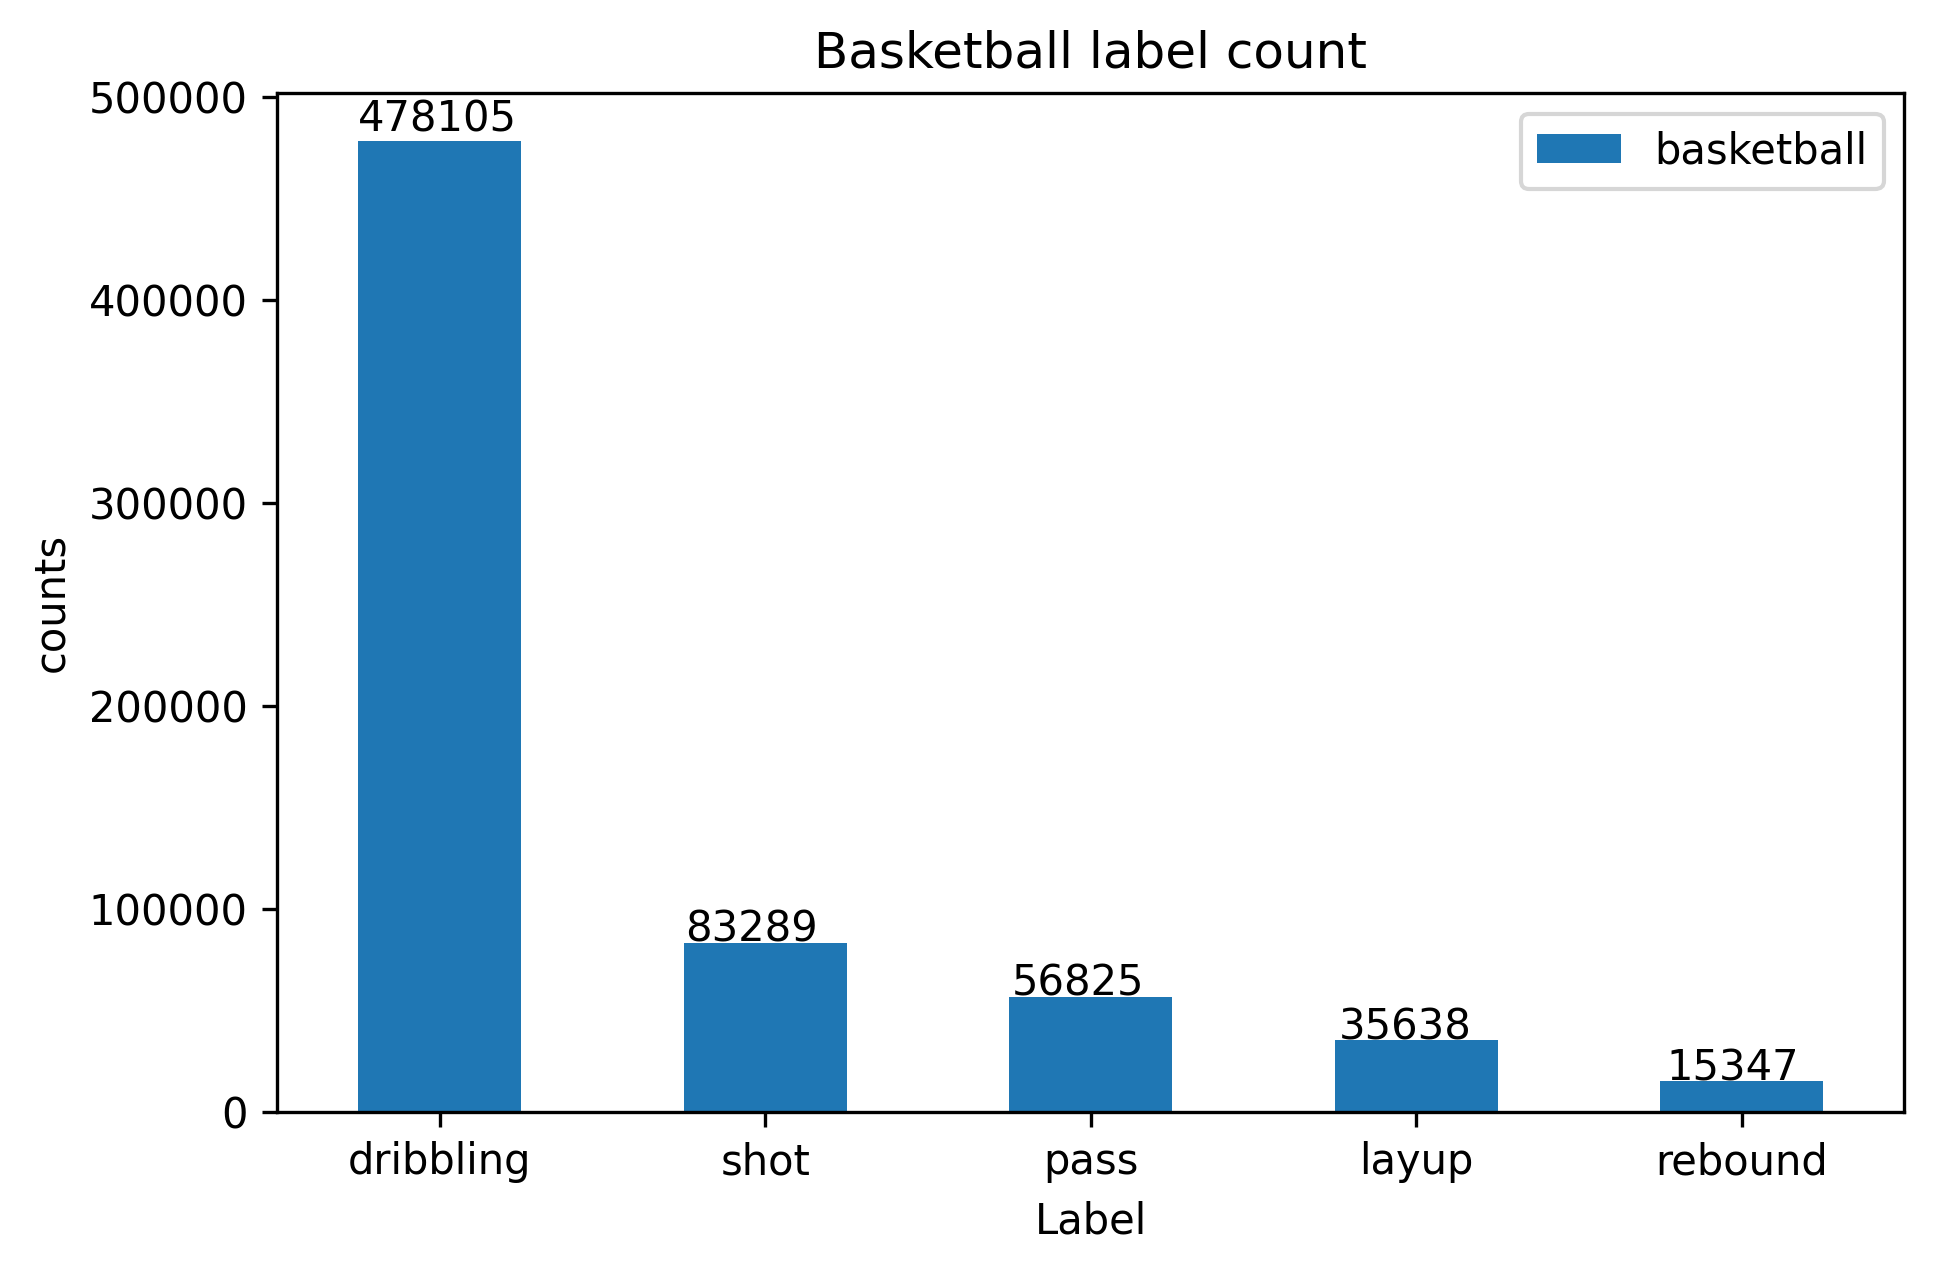 Basketball label count
500000
400000
300000
200000
100000
0
counts
478105
83289
56825
35638
15347
basketball
dribbling
shot
pass
layup
rebound
Label